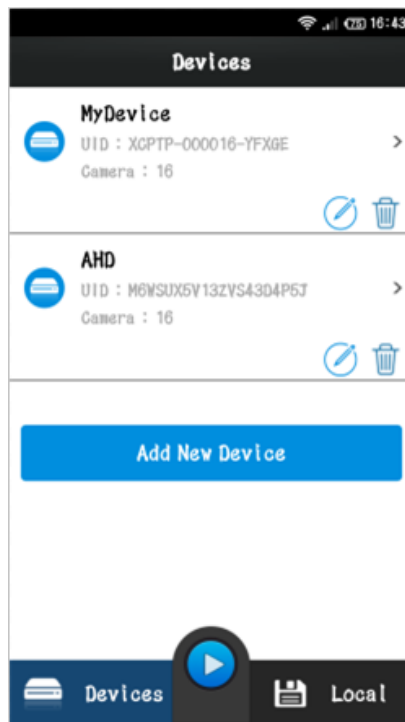 75 16:43
Devices
MyDevice
UID : XCPTP-000016-YFXGE
Camera : 16
AHD
UID : M6WSUX5V13ZVS43D4P5J
Camera : 16
Add New Device
Devices
Local